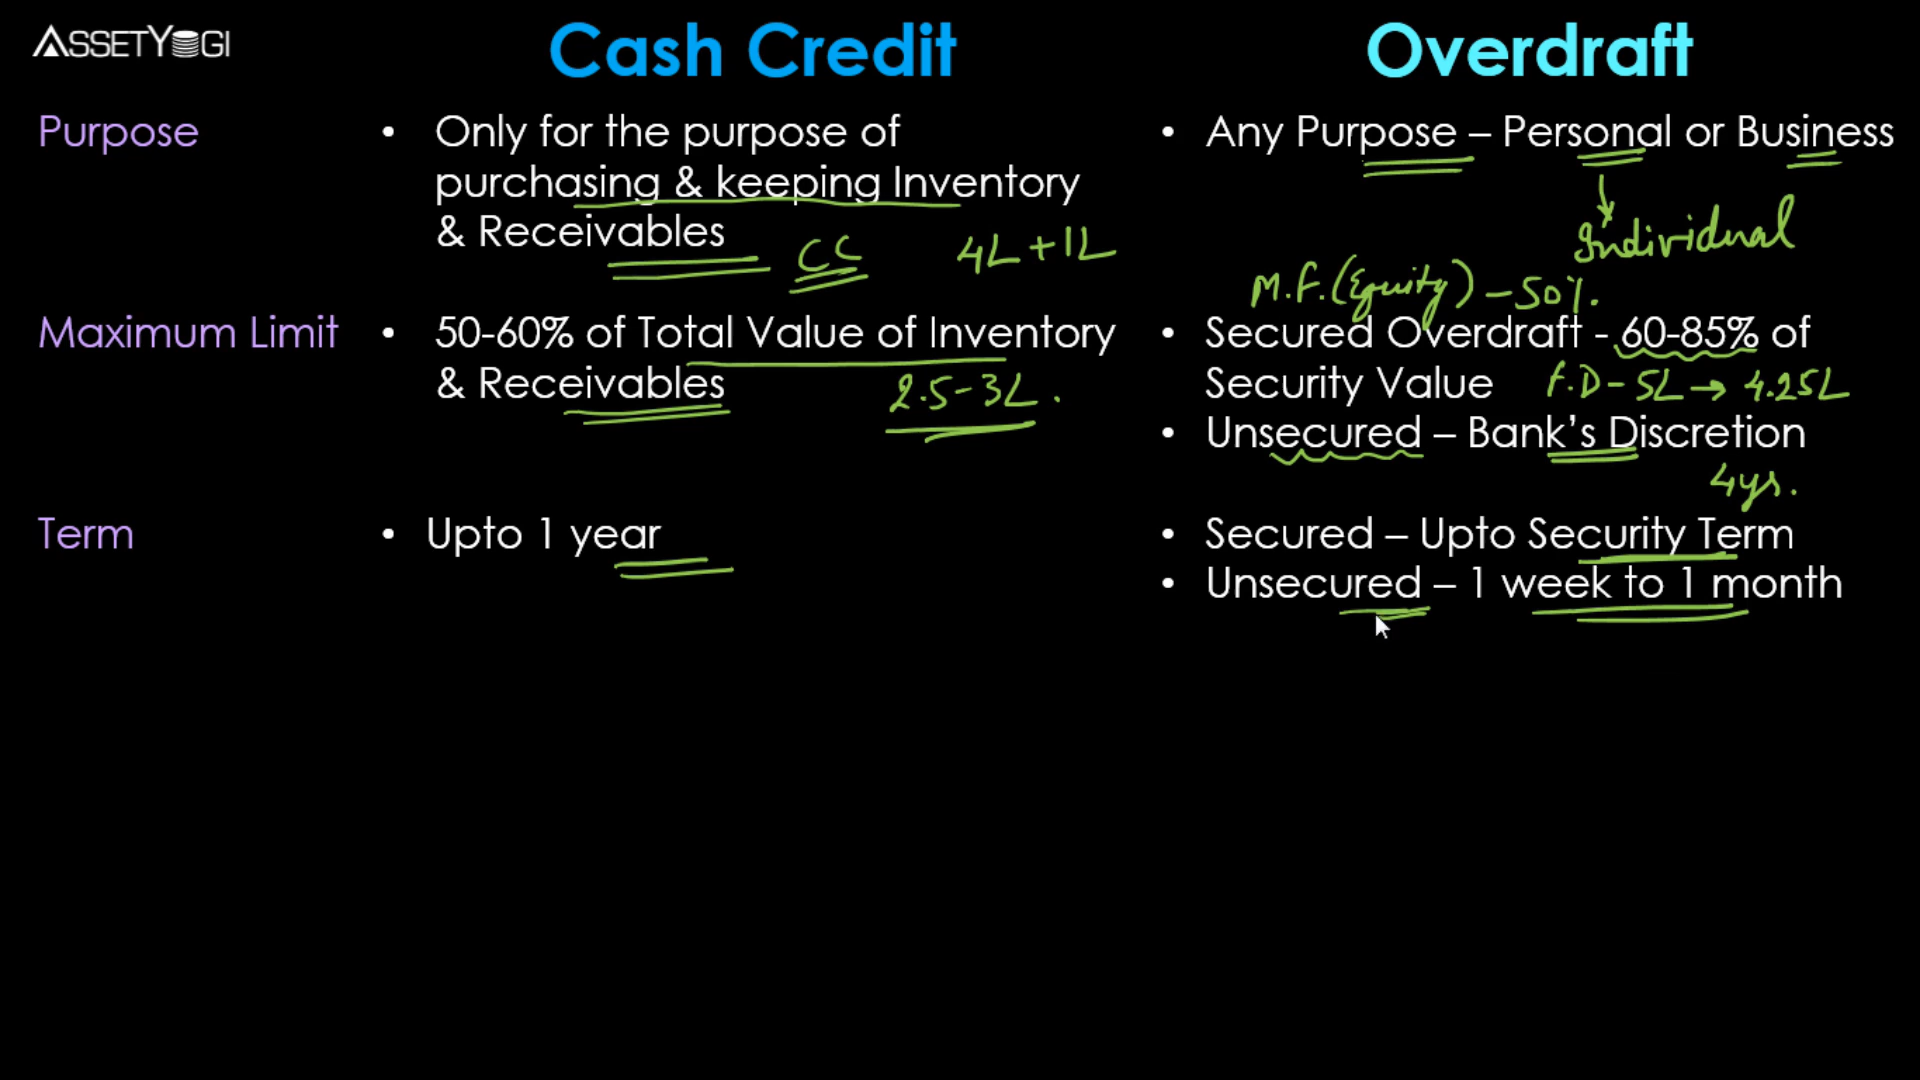 ASSETYOGI
Cash Credit
Overdraft
Purpose
• Only for the purpose of
purchasing & keeping Inventory
& Receivables
CC
4L + 1L
• Any Purpose – Personal or Business
Individual
Maximum Limit
• 50-60% of Total Value of Inventory
& Receivables
2.5 - 3L.
M.F. (Equity) - 50%.
• Secured Overdraft - 60-85% of
Security Value
F.D - 5L → 4.25L
• Unsecured – Bank's Discretion
4yrs.
Term
• Upto 1 year
• Secured – Upto Security Term
• Unsecured – 1 week to 1 month